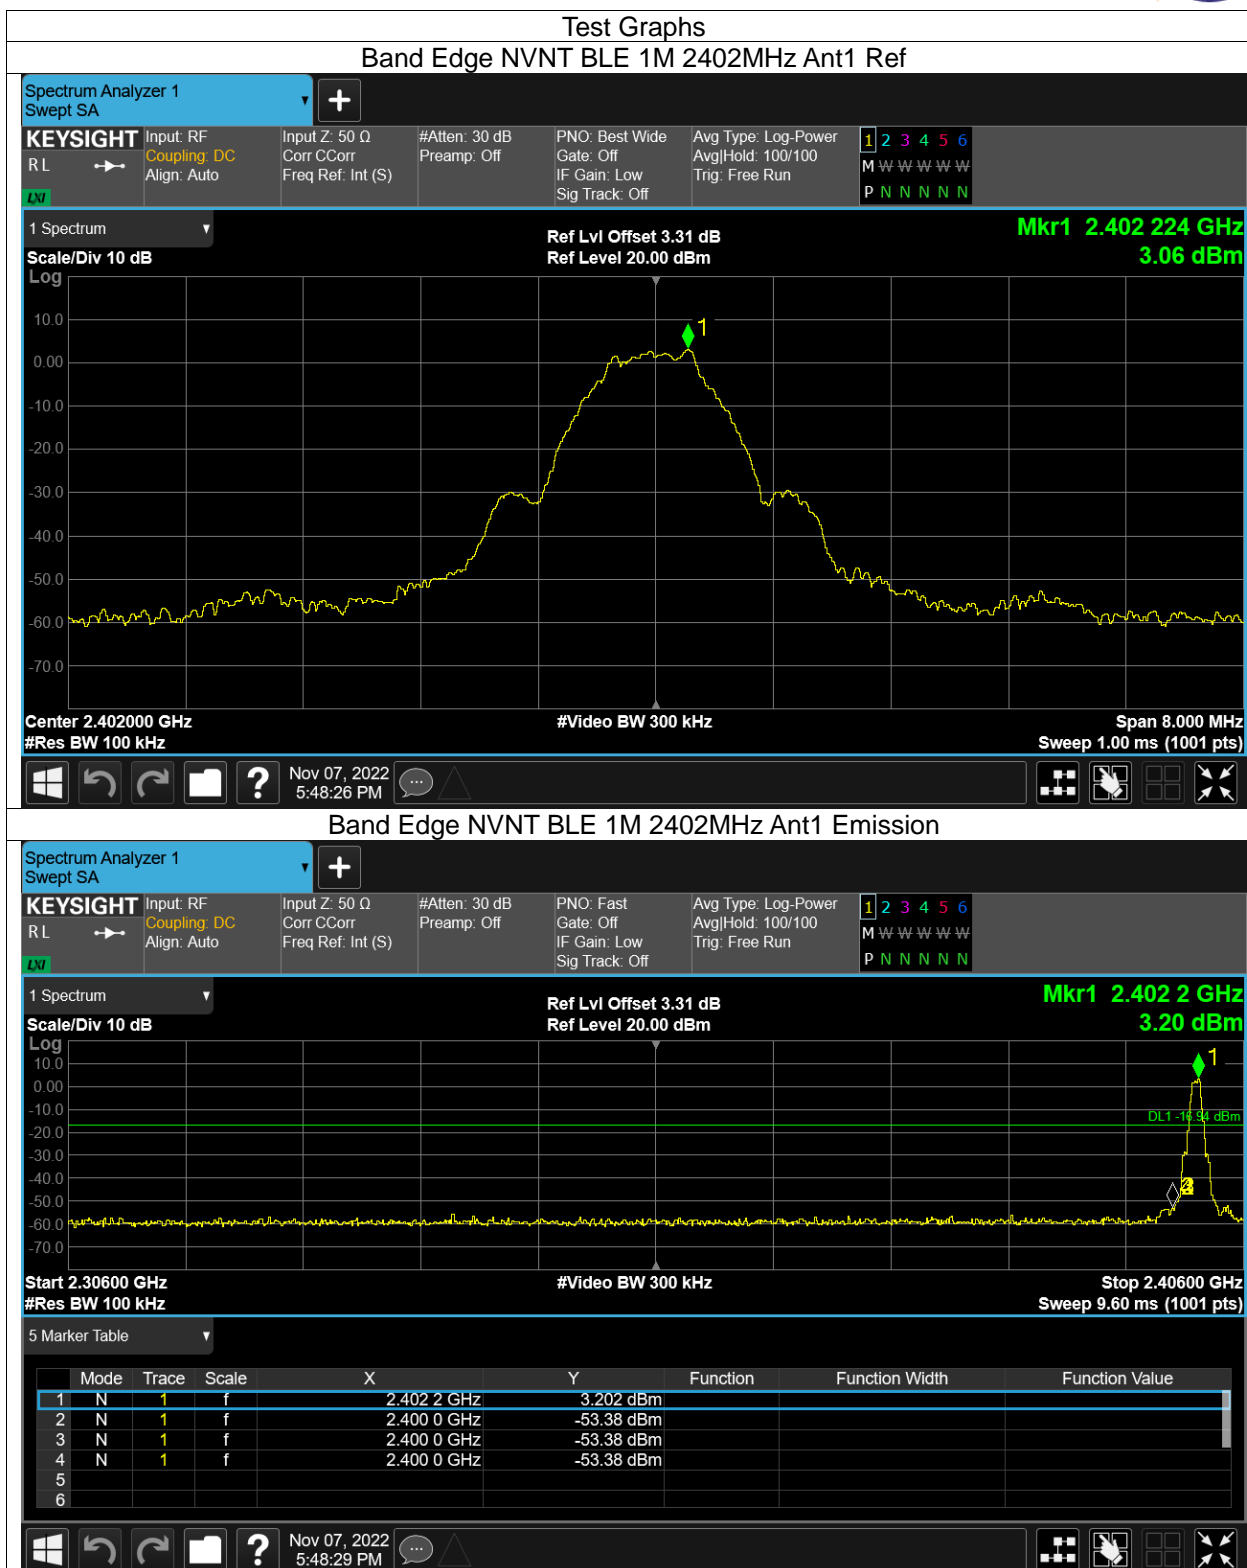 Test Graphs
Band Edge NVNT BLE 1M 2402MHz Ant1 Ref
Spectrum Analyzer 1
Swept SA
KEYSIGHT Input: RF Input Z: 50 Ω #Atten: 30 dB PNO: Best Wide Avg Type: Log-Power 1 2 3 4 5 6
RL Coupling: DC Corr CCorr Preamp: Off Gate: Off Avg|Hold: 100/100 M W W W W W
Align: Auto Freq Ref: Int (S) IF Gain: Low Trig: Free Run
LXI Sig Track: Off P N N N N N
1 Spectrum Ref Lvl Offset 3.31 dB Mkr1 2.402 224 GHz
Scale/Div 10 dB Ref Level 20.00 dBm 3.06 dBm
Log
1
10.0
0.00
-10.0
-20.0
-30.0
-40.0
-50.0
-60.0
-70.0
Center 2.402000 GHz #Video BW 300 kHz Span 8.000 MHz
#Res BW 100 kHz Sweep 1.00 ms (1001 pts)
? Nov 07, 2022
5:48:26 PM
Band Edge NVNT BLE 1M 2402MHz Ant1 Emission
Spectrum Analyzer 1
Swept SA
KEYSIGHT Input: RF Input Z: 50 Ω #Atten: 30 dB PNO: Fast Avg Type: Log-Power 1 2 3 4 5 6
RL Coupling: DC Corr CCorr Preamp: Off Gate: Off Avg|Hold: 100/100 M W W W W W
Align: Auto Freq Ref: Int (S) IF Gain: Low Trig: Free Run
LXI Sig Track: Off P N N N N N
1 Spectrum Ref Lvl Offset 3.31 dB Mkr1 2.402 2 GHz
Scale/Div 10 dB Ref Level 20.00 dBm 3.20 dBm
Log
1
10.0
0.00
-10.0
DL1 -16.94 dBm
-20.0
-30.0
-40.0
-50.0
-60.0
-70.0
Start 2.30600 GHz #Video BW 300 kHz Stop 2.40600 GHz
#Res BW 100 kHz Sweep 9.60 ms (1001 pts)
5 Marker Table
Mode Trace Scale X Y Function Function Width Function Value
1 N 1 f 2.402 2 GHz 3.202 dBm
2 N 1 f 2.400 0 GHz -53.38 dBm
3 N 1 f 2.400 0 GHz -53.38 dBm
4 N 1 f 2.400 0 GHz -53.38 dBm
5
6
? Nov 07, 2022
5:48:29 PM